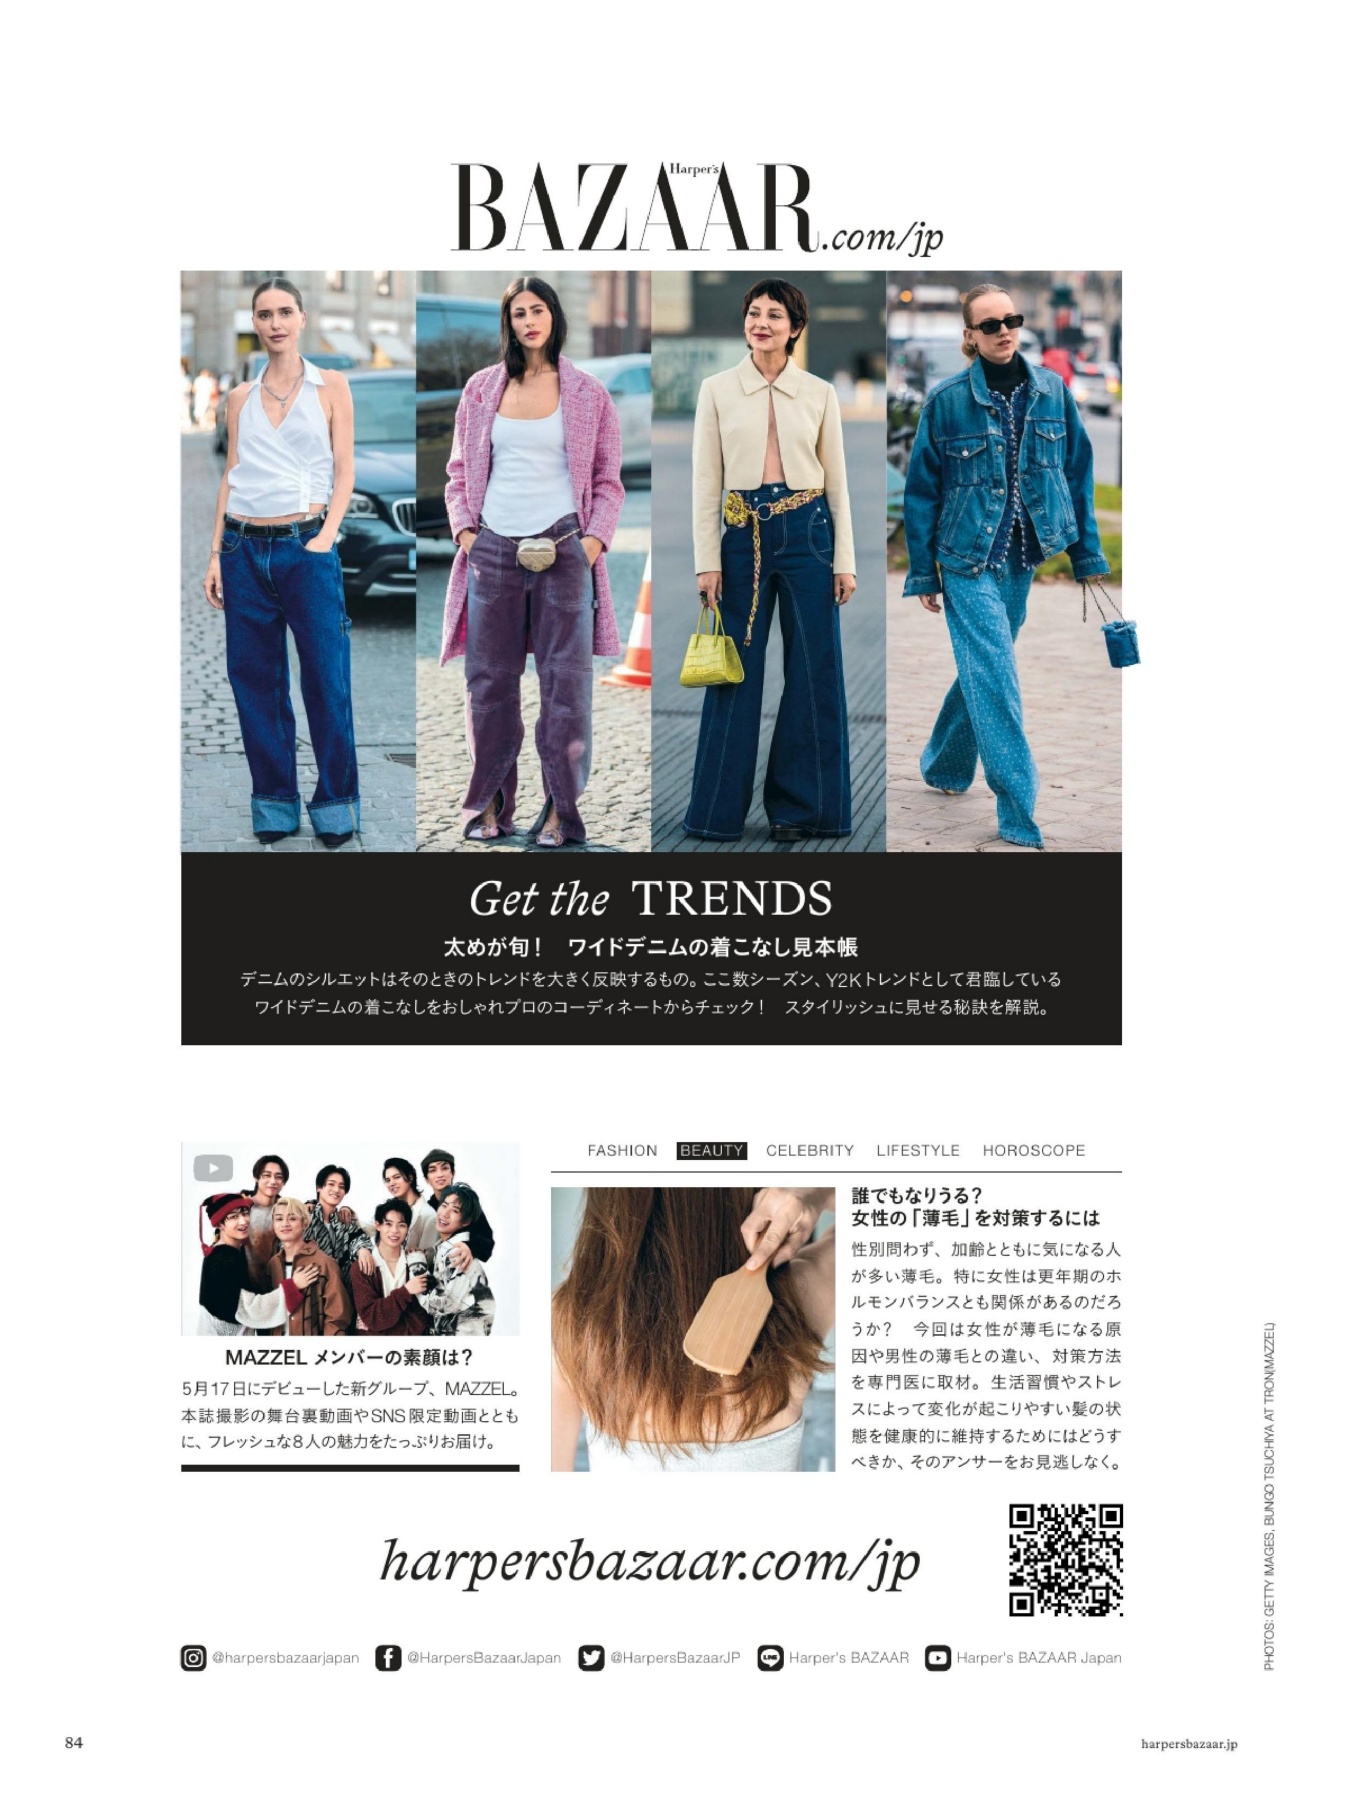 Harper's
BAZAAR.com/jp
Get the TRENDS
太めが旬！　ワイドデニムの着こなし見本帳
デニムのシルエットはそのときのトレンドを大きく反映するもの。ここ数シーズン、Y2Kトレンドとして君臨している
ワイドデニムの着こなしをおしゃれプロのコーディネートからチェック！　スタイリッシュに見せる秘訣を解説。
MAZZEL メンバーの素顔は？
5月17日にデビューした新グループ、MAZZEL。
本誌撮影の舞台裏動画やSNS限定動画ととも
に、フレッシュな8人の魅力をたっぷりお届け。
FASHION BEAUTY CELEBRITY LIFESTYLE HOROSCOPE
誰でもなりうる？
女性の「薄毛」を対策するには
性別問わず、加齢とともに気になる人
が多い薄毛。特に女性は更年期のホ
ルモンバランスとも関係があるのだろ
うか？　今回は女性が薄毛になる原
因や男性の薄毛との違い、対策方法
を専門医に取材。生活習慣やストレ
スによって変化が起こりやすい髪の状
態を健康的に維持するためにはどうす
べきか、そのアンサーをお見逃しなく。
harpersbazaar.com/jp
@harpersbazaarjapan @HarpersBazaarJapan @HarpersBazaarJP LINE Harper's BAZAAR Harper's BAZAAR Japan
PHOTOS: GETTY IMAGES, BUNGO TSUCHIYA AT TRON(MAZZEL)
84
harpersbazaar.jp